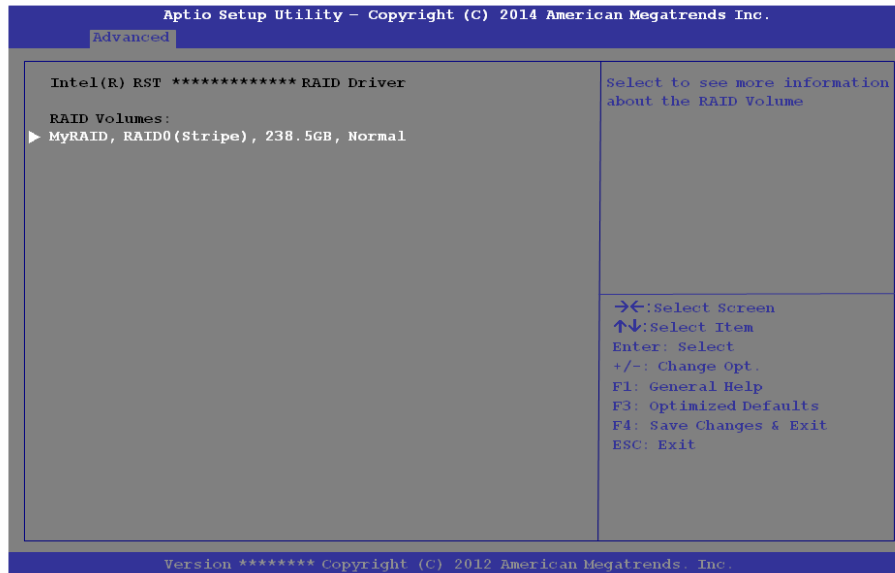 Aptio Setup Utility – Copyright (C) 2014 American Megatrends Inc.
Advanced
Intel(R) RST ************* RAID Driver
RAID Volumes:
▶ MyRAID, RAID0(Stripe), 238.5GB, Normal
Select to see more information
about the RAID Volume
→←:Select Screen
↑↓:Select Item
Enter: Select
+/-: Change Opt.
F1: General Help
F3: Optimized Defaults
F4: Save Changes & Exit
ESC: Exit
Version ******** Copyright (C) 2012 American Megatrends. Inc.